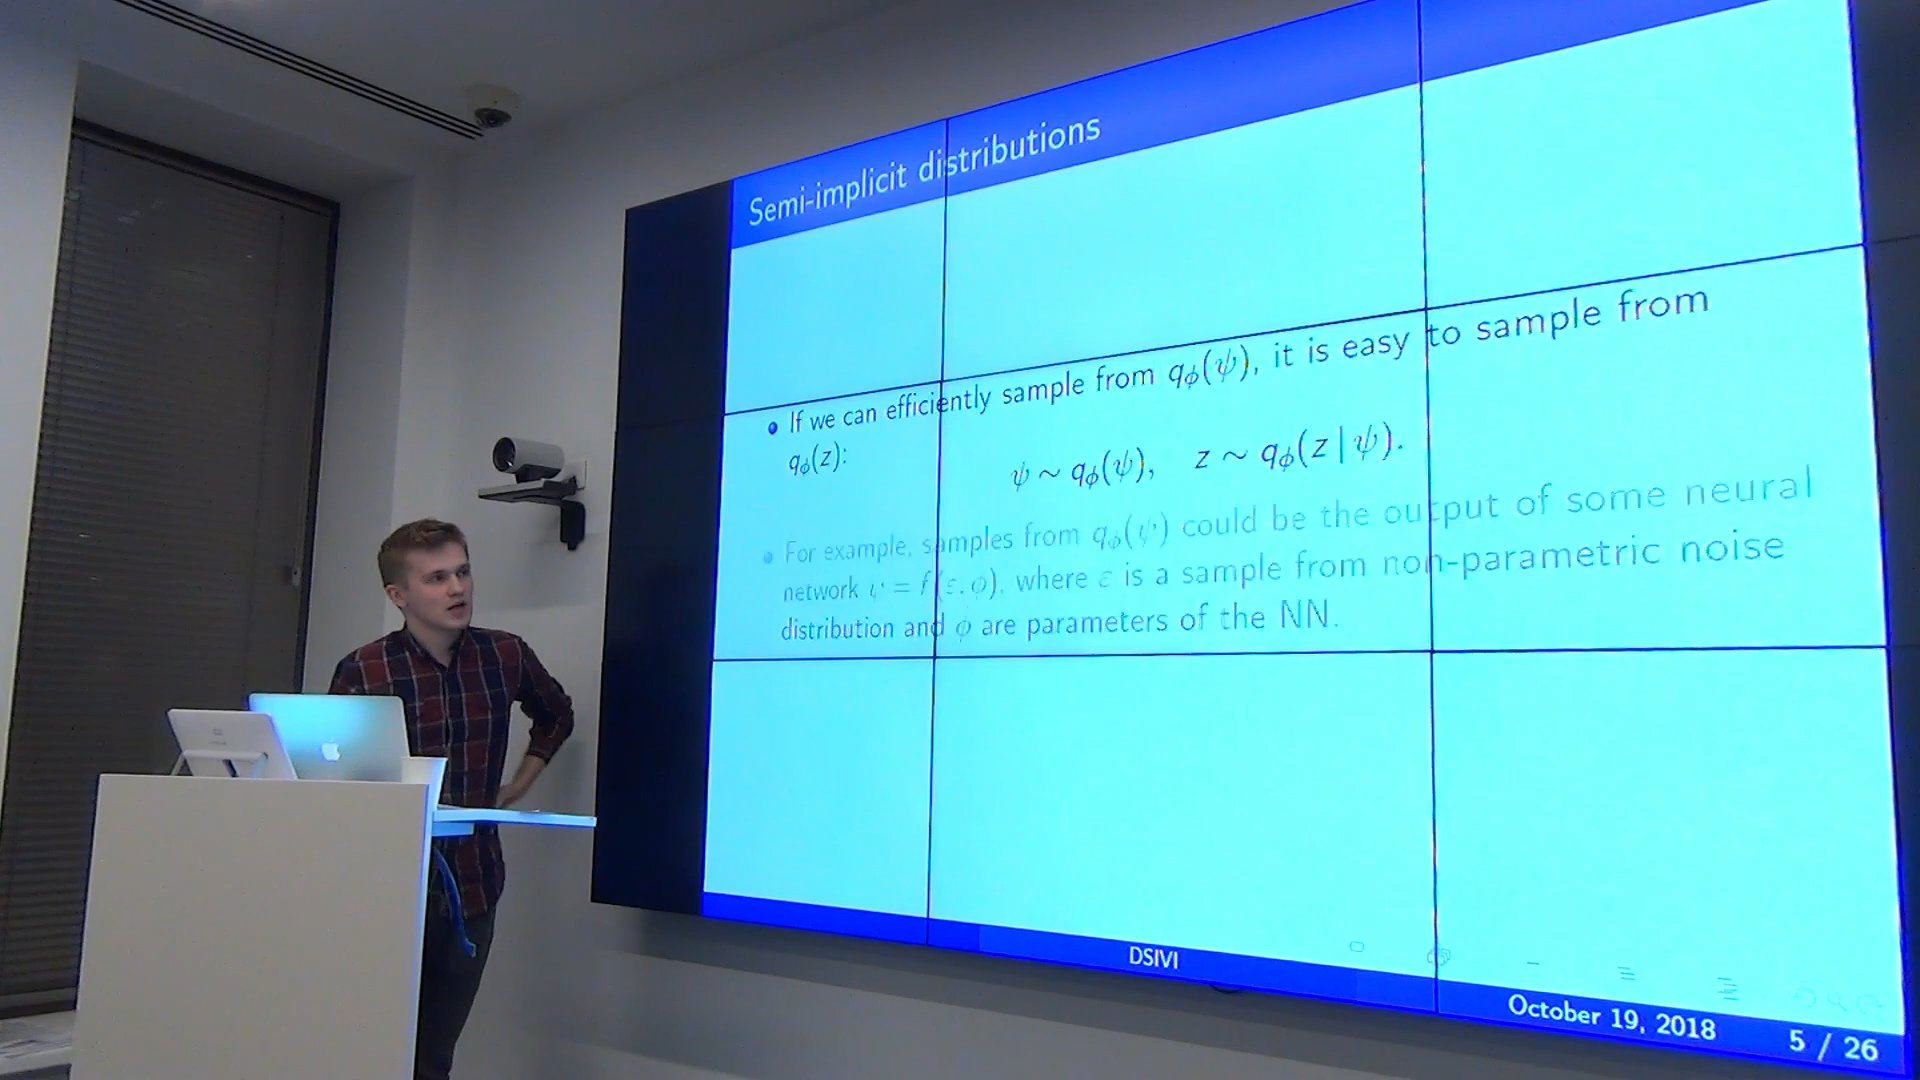 Semi-implicit distributions
• If we can efficiently sample from qϕ(ψ), it is easy to sample from
qϕ(z):
ψ ∼ qϕ(ψ), z ∼ qϕ(z | ψ).
• For example, samples from qϕ(ψ) could be the output of some neural
network ψ = f(ε, ϕ), where ε is a sample from non-parametric noise
distribution and ϕ are parameters of the NN.
DSIVI
October 19, 2018
5 / 26